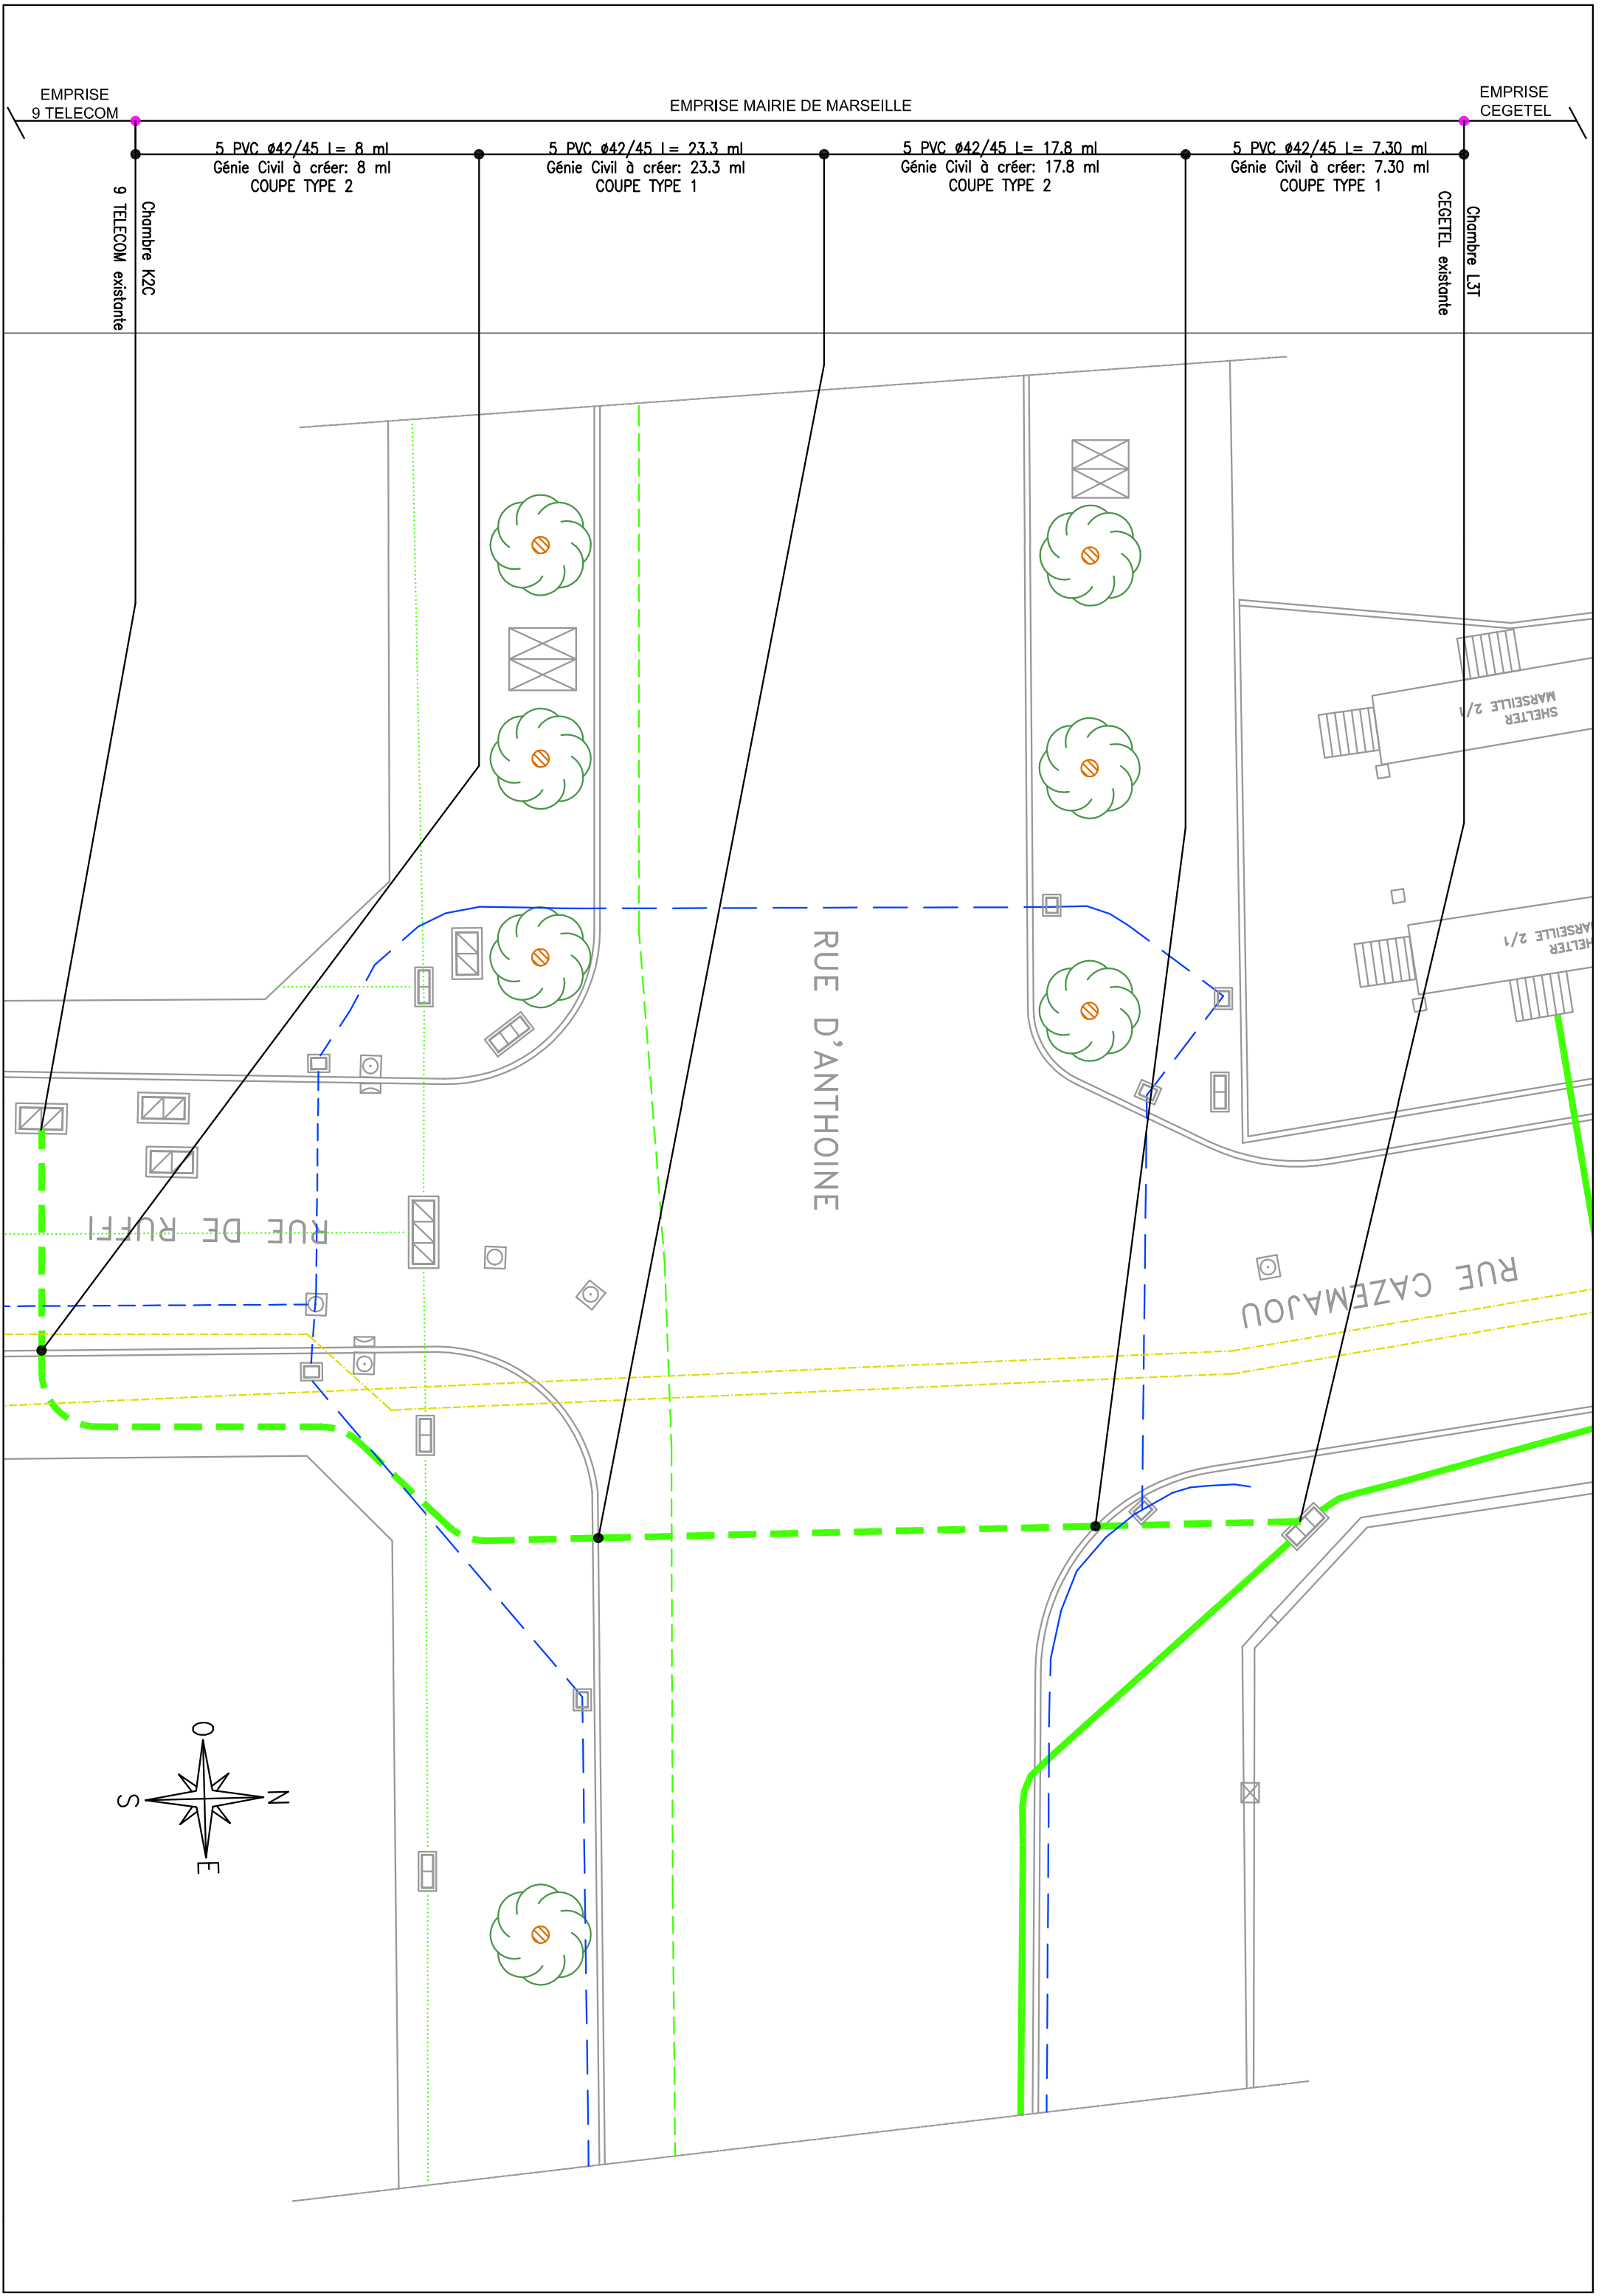 EMPRISE
9 TELECOM
EMPRISE MAIRIE DE MARSEILLE
EMPRISE
CEGETEL
5 PVC ø42/45 L= 8 ml
Génie Civil à créer: 8 ml
COUPE TYPE 2
5 PVC ø42/45 L= 23.3 ml
Génie Civil à créer: 23.3 ml
COUPE TYPE 1
5 PVC ø42/45 L= 17.8 ml
Génie Civil à créer: 17.8 ml
COUPE TYPE 2
5 PVC ø42/45 L= 7.30 ml
Génie Civil à créer: 7.30 ml
COUPE TYPE 1
Chambre K2C
9 TELECOM existante
Chambre L3T
CEGETEL existante
SHELTER
MARSEILLE 2/1
HELTER
MARSEILLE 2/1
RUE D'ANTHOINE
RUE DE RUFFI
RUE CAZEMAJOU
O
N
S
E